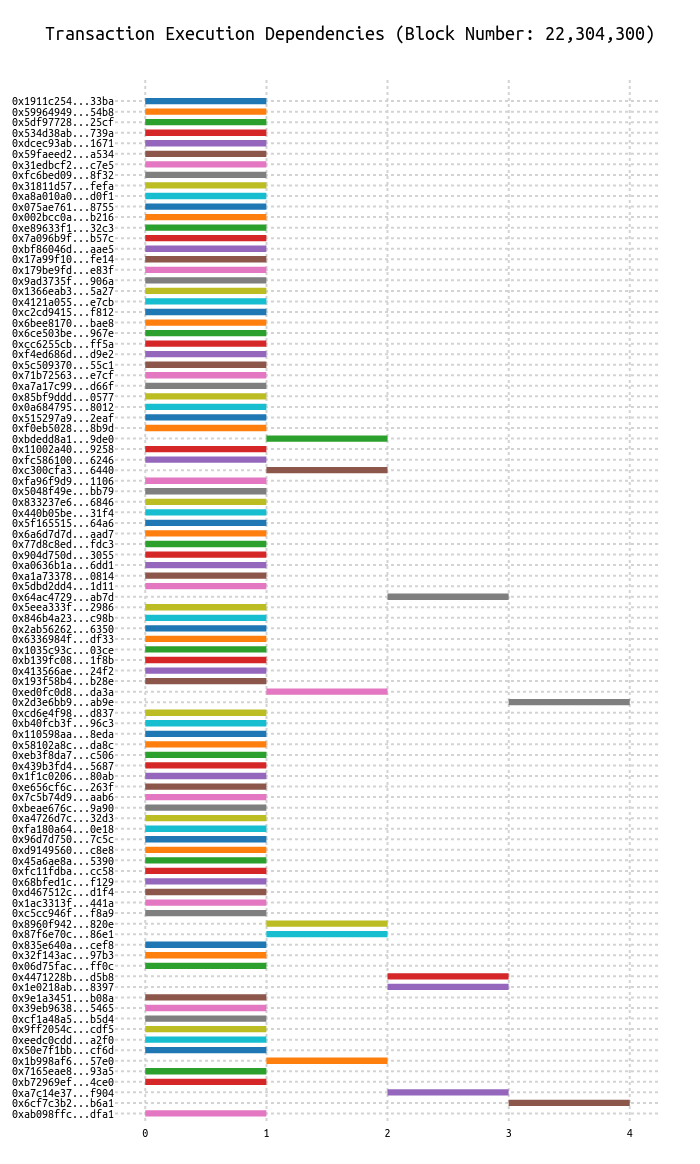 Transaction Execution Dependencies (Block Number: 22,304,300)
0x1911c254...33ba
0x59964949...54b8
0x5df97728...25cf
0x534d38ab...739a
0xdcec93ab...1671
0x59faeed2...a534
0x31edbcf2...c7e5
0xfc6bed09...8f32
0x31811d57...fefa
0xa8a010a0...d0f1
0x075ae761...8755
0x002bcc0a...b216
0xe89633f1...32c3
0x7a096b9f...b57c
0xbf86046d...aae5
0x17a99f10...fe14
0x179be9fd...e83f
0x9ad3735f...906a
0x1366eab3...5a27
0x4121a055...e7cb
0xc2cd9415...f812
0x6bee8170...bae8
0x6ce503be...967e
0xcc6255cb...ff5a
0xf4ed686d...d9e2
0x5c509370...55c1
0x71b72563...e7cf
0xa7a17c99...d66f
0x85bf9ddd...0577
0x0a684795...8012
0x515297a9...2eaf
0xf0eb5028...8b9d
0xbdedd8a1...9de0
0x11002a40...9258
0xfc586100...6246
0xc300cfa3...6440
0xfa96f9d9...1106
0x5048f49e...bb79
0x833237e6...6846
0x440b05be...31f4
0x5f165515...64a6
0x6a6d7d7d...aad7
0x77d8c8ed...fdc3
0x904d750d...3055
0xa0636b1a...6dd1
0xa1a73378...0814
0x5dbd2dd4...1d11
0x64ac4729...ab7d
0x5eea333f...2986
0x846b4a23...c98b
0x2ab56262...6350
0x6336984f...df33
0x1035c93c...03ce
0xb139fc08...1f8b
0x413566ae...24f2
0x193f58b4...b28e
0xed0fc0d8...da3a
0x2d3e6bb9...ab9e
0xcd6e4f98...d837
0xb40fcb3f...96c3
0x110598aa...8eda
0x58102a8c...da8c
0xeb3f8da7...c506
0x439b3fd4...5687
0x1f1c0206...80ab
0xe656cf6c...263f
0x7c5b74d9...aab6
0xbeae676c...9a90
0xa4726d7c...32d3
0xfa180a64...0e18
0x96d7d750...7c5c
0xd9149560...c8e8
0x45a6ae8a...5390
0xfc11fdba...cc58
0x68bfed1c...f129
0xd467512c...d1f4
0x1ac3313f...441a
0xc5cc946f...f8a9
0x8960f942...820e
0x87f6e70c...86e1
0x835e640a...cef8
0x32f143ac...97b3
0x06d75fac...ff0c
0x4471228b...d5b8
0x1e0218ab...8397
0x9e1a3451...b08a
0x39eb9638...5465
0xcf1a48a5...b5d4
0x9ff2054c...cdf5
0xeedc0cdd...a2f0
0x50e7f1bb...cf6d
0x1b998af6...57e0
0x7165eae8...93a5
0xb72969ef...4ce0
0xa7c14e37...f904
0x6cf7c3b2...b6a1
0xab098ffc...dfa1
0 1 2 3 4